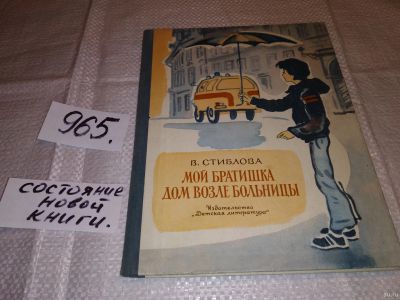 965.
состояние
новой
книги.
В. СТИБЛОВА
МОЙ БРАТИШКА
ДОМ ВОЗЛЕ БОЛЬНИЦЫ
Издательство
„Детская литература"